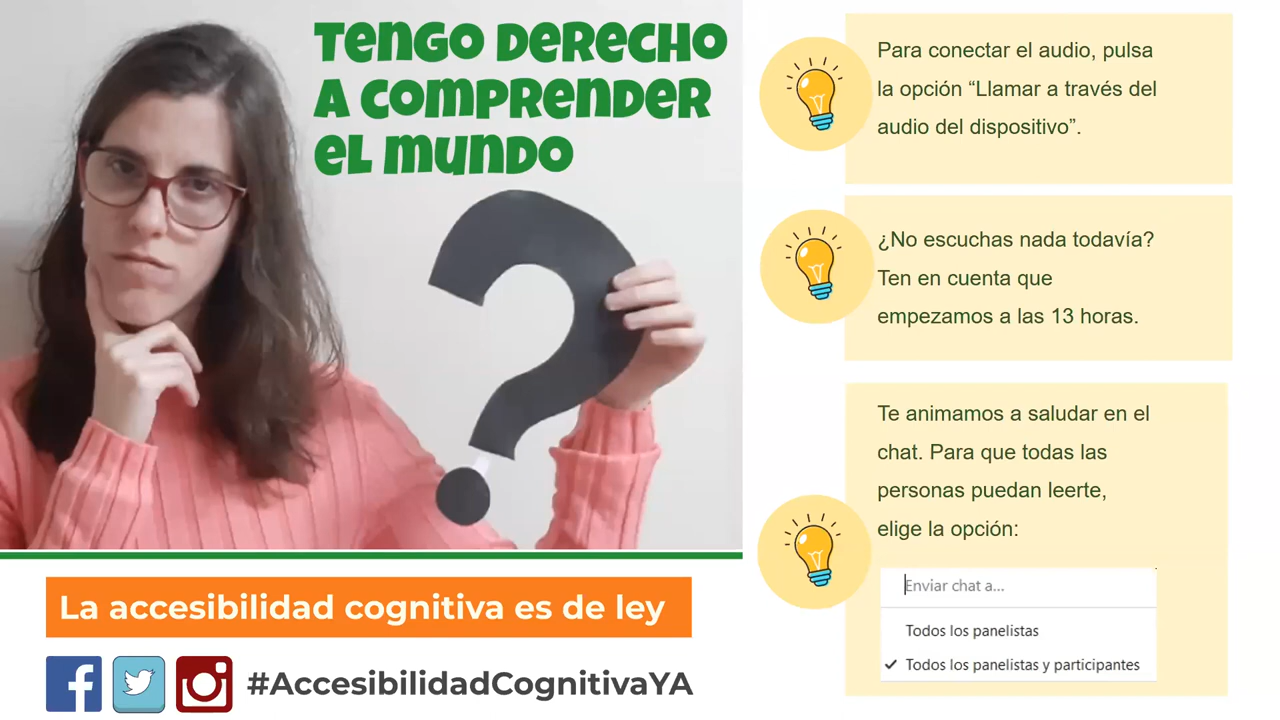 Tengo derecho
a comprender
el mundo
La accesibilidad cognitiva es de ley
#AccesibilidadCognitivaYA
Para conectar el audio, pulsa
la opción “Llamar a través del
audio del dispositivo”.
¿No escuchas nada todavía?
Ten en cuenta que
empezamos a las 13 horas.
Te animamos a saludar en el
chat. Para que todas las
personas puedan leerte,
elige la opción:
Enviar chat a...
Todos los panelistas
Todos los panelistas y participantes